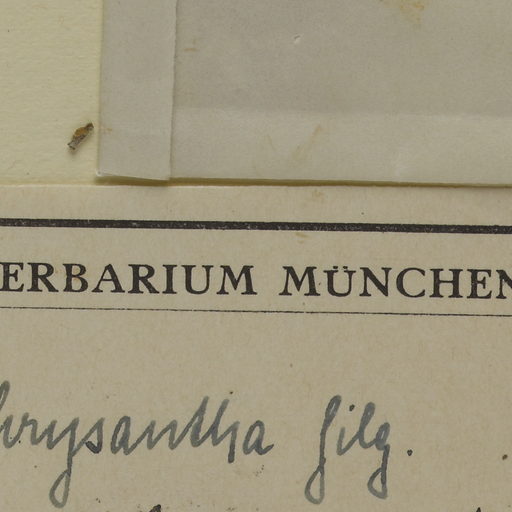 ERBARIUM MÜNCHEN
hrysantha Gilg.